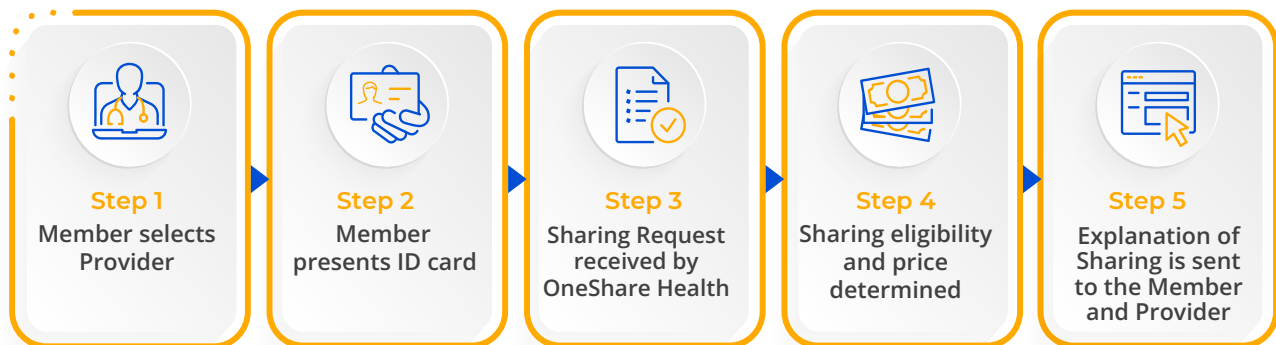 Step 1
Member selects
Provider
Step 2
Member
presents ID card
Step 3
Sharing Request
received by
OneShare Health
Step 4
Sharing eligibility
and price
determined
Step 5
Explanation of
Sharing is sent
to the Member
and Provider